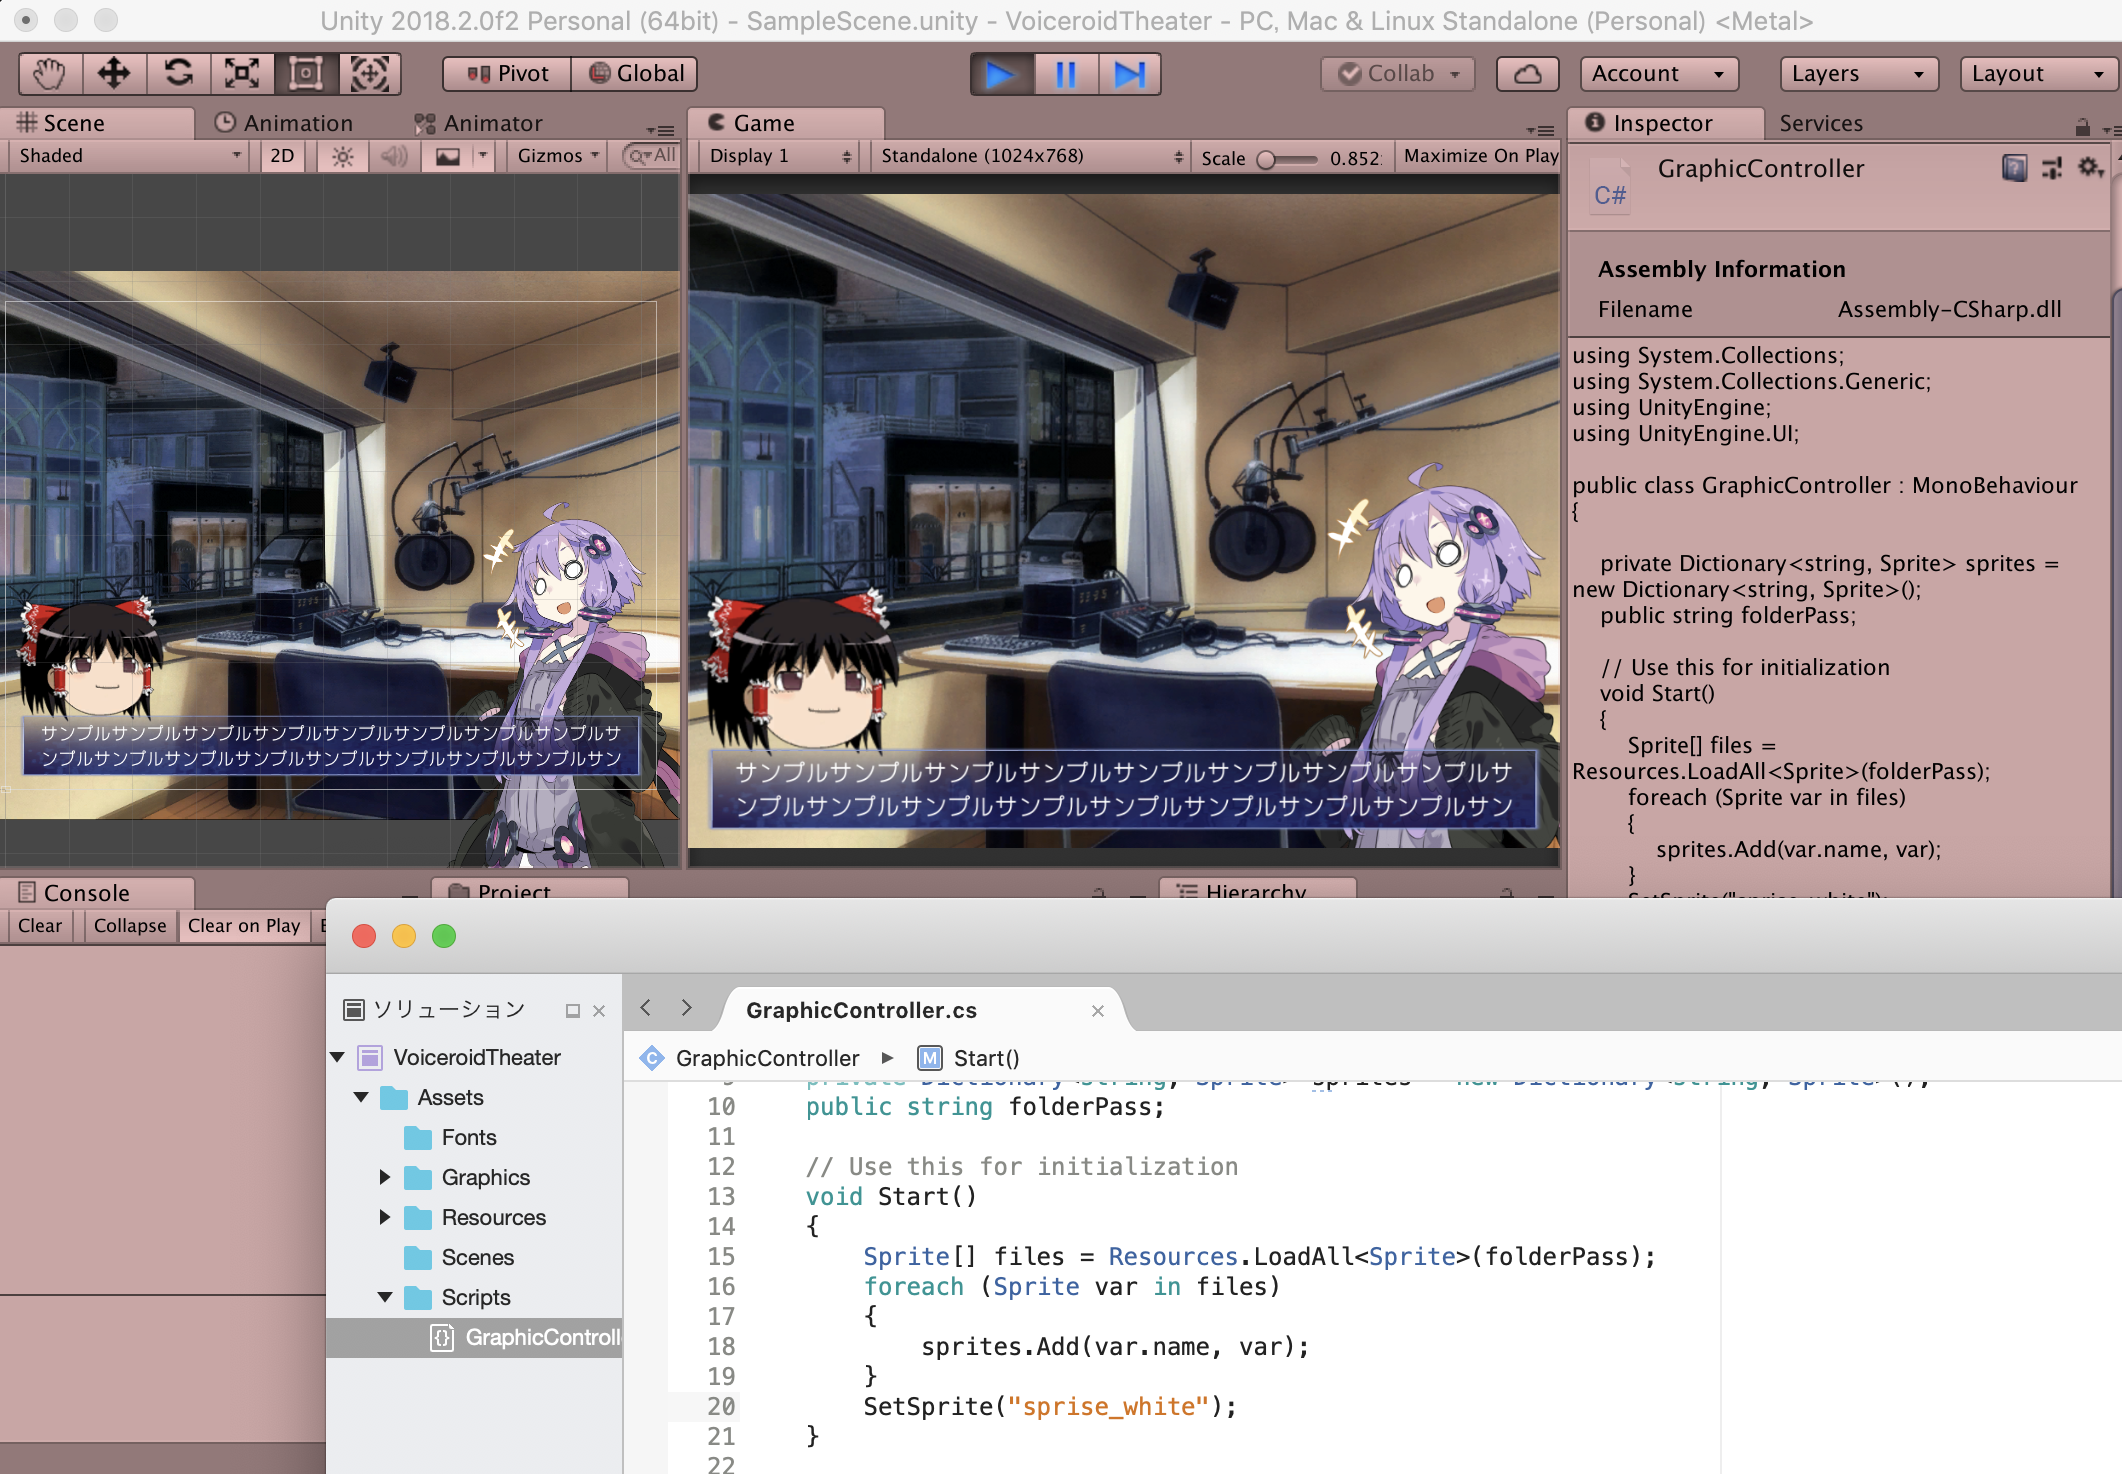 Unity 2018.2.0f2 Personal (64bit) - SampleScene.unity - VoiceroidTheater - PC, Mac & Linux Standalone (Personal) <Metal>
Pivot Global Collab Account Layers Layout
Scene Animation Animator
Shaded 2D Gizmos All
Game
Display 1 Standalone (1024x768) Scale 0.852 Maximize On Play
Inspector Services
GraphicController
C#
Assembly Information
Filename Assembly-CSharp.dll
using System.Collections;
using System.Collections.Generic;
using UnityEngine;
using UnityEngine.UI;
public class GraphicController : MonoBehaviour
{
private Dictionary<string, Sprite> sprites =
new Dictionary<string, Sprite>();
public string folderPass;
// Use this for initialization
void Start()
{
Sprite[] files =
Resources.LoadAll<Sprite>(folderPass);
foreach (Sprite var in files)
{
sprites.Add(var.name, var);
}
サンプルサンプルサンプルサンプルサンプルサンプルサンプルサンプルサ
ンプルサンプルサンプルサンプルサンプルサンプルサンプルサンプルサン
サンプルサンプルサンプルサンプルサンプルサンプルサンプルサンプルサ
ンプルサンプルサンプルサンプルサンプルサンプルサンプルサンプルサン
Console
Clear Collapse Clear on Play
Project
Hierarchy
ソリューション
VoiceroidTheater
Assets
Fonts
Graphics
Resources
Scenes
Scripts
GraphicControll
GraphicController.cs
C GraphicController M Start()
9 private Dictionary<string, Sprite> sprites = new Dictionary<string, Sprite>();
10 public string folderPass;
11
12 // Use this for initialization
13 void Start()
14 {
15 Sprite[] files = Resources.LoadAll<Sprite>(folderPass);
16 foreach (Sprite var in files)
17 {
18 sprites.Add(var.name, var);
19 }
20 SetSprite("sprise_white");
21 }
22